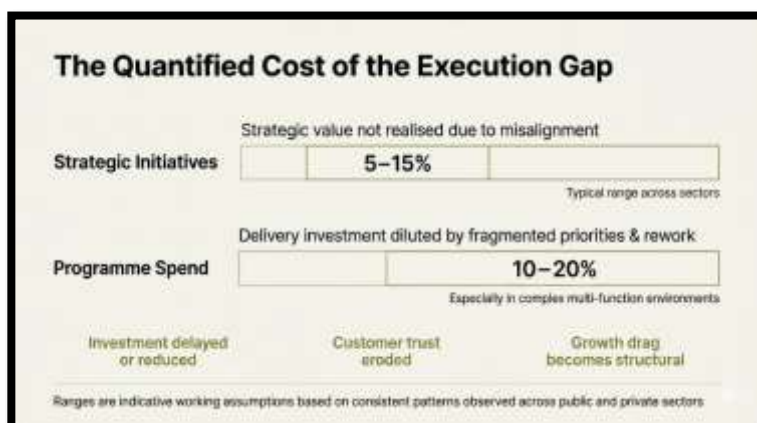 The Quantified Cost of the Execution Gap
Strategic value not realised due to misalignment
Strategic Initiatives
5–15%
Typical range across sectors
Delivery investment diluted by fragmented priorities & rework
Programme Spend
10–20%
Especially in complex multi-function environments
Investment delayed
or reduced
Customer trust
eroded
Growth drag
becomes structural
Ranges are indicative working assumptions based on consistent patterns observed across public and private sectors